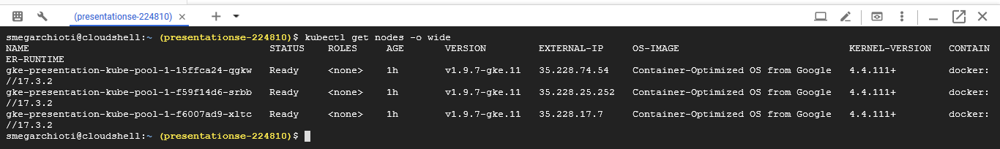 (presentationse-224810)
smegarchioti@cloudshell:~ (presentationse-224810)$ kubectl get nodes -o wide
NAME STATUS ROLES AGE VERSION EXTERNAL-IP OS-IMAGE KERNEL-VERSION CONTAIN
ER-RUNTIME
gke-presentation-kube-pool-1-15ffca24-qgkw Ready <none> 1h v1.9.7-gke.11 35.228.74.54 Container-Optimized OS from Google 4.4.111+ docker:
//17.3.2
gke-presentation-kube-pool-1-f59f14d6-srbb Ready <none> 1h v1.9.7-gke.11 35.228.25.252 Container-Optimized OS from Google 4.4.111+ docker:
//17.3.2
gke-presentation-kube-pool-1-f6007ad9-xltc Ready <none> 1h v1.9.7-gke.11 35.228.17.7 Container-Optimized OS from Google 4.4.111+ docker:
//17.3.2
smegarchioti@cloudshell:~ (presentationse-224810)$